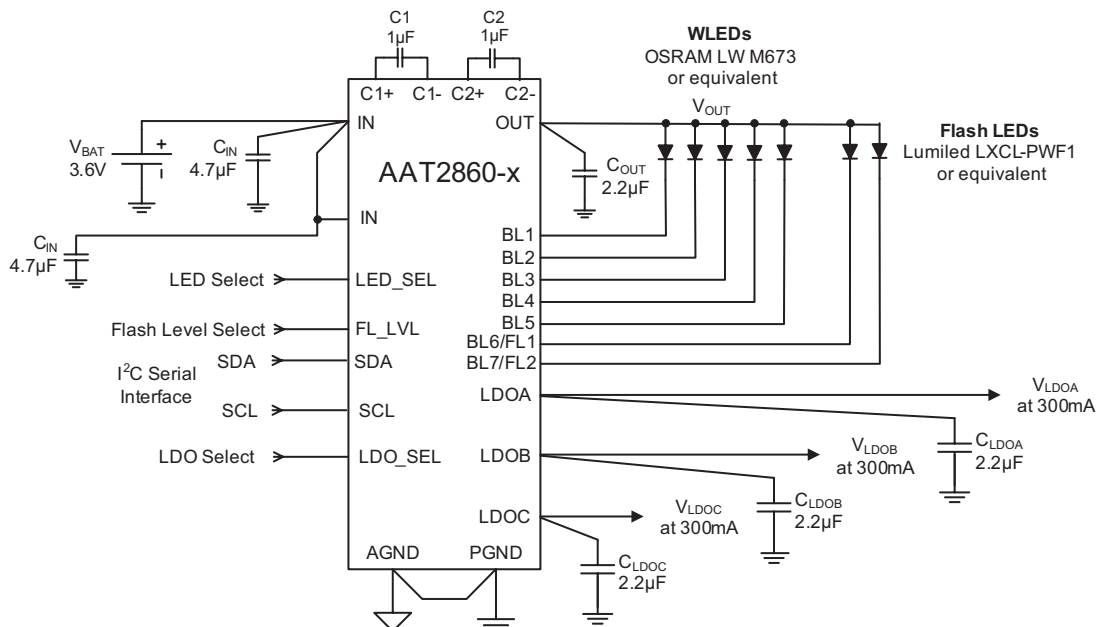 C1
1µF
C2
1µF
WLEDs
OSRAM LW M673
or equivalent
C1+ C1- C2+ C2-
IN
OUT
VOUT
Flash LEDs
Lumiled LXCL-PWF1
or equivalent
VBAT
3.6V
+
–
CIN
4.7µF
AAT2860-x
COUT
2.2µF
IN
CIN
4.7µF
BL1
BL2
BL3
BL4
BL5
BL6/FL1
BL7/FL2
LED Select
LED_SEL
Flash Level Select
FL_LVL
SDA
SDA
I²C Serial
Interface
SCL
SCL
LDO Select
LDO_SEL
LDOA
VLDOA
at 300mA
CLDOA
2.2µF
LDOB
VLDOB
at 300mA
CLDOB
2.2µF
LDOC
VLDOC
at 300mA
CLDOC
2.2µF
AGND PGND